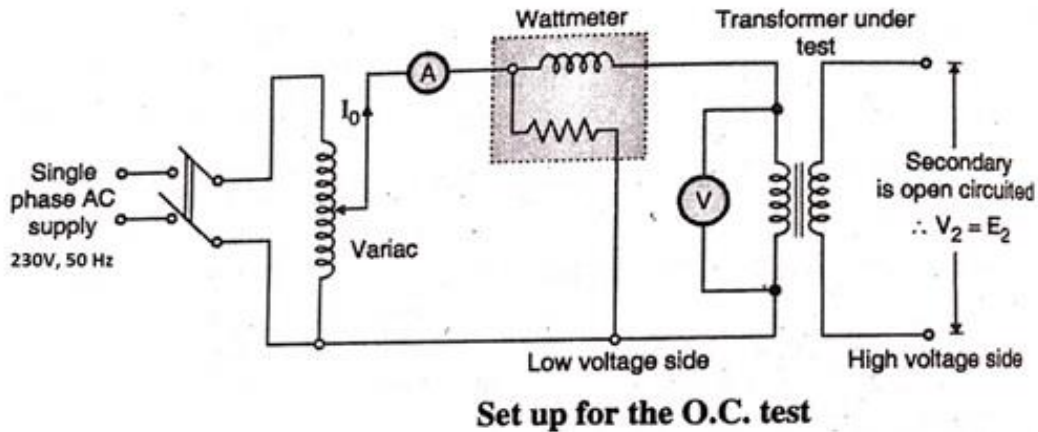 Wattmeter
Transformer under
test
A
I₀
Single
phase AC
supply
230V, 50 Hz
Variac
V
Secondary
is open circuited
∴ V₂ = E₂
Low voltage side
High voltage side
Set up for the O.C. test